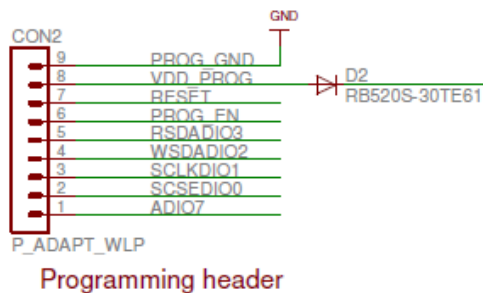 GND
CON2
9 PROG_GND
8 VDD_PROG D2
7 RESET RB520S-30TE61
6 PROG_EN
5 RSDADIO3
4 WSDADIO2
3 SCLKDIO1
2 SCSEDIO0
1 ADIO7
P_ADAPT_WLP
Programming header